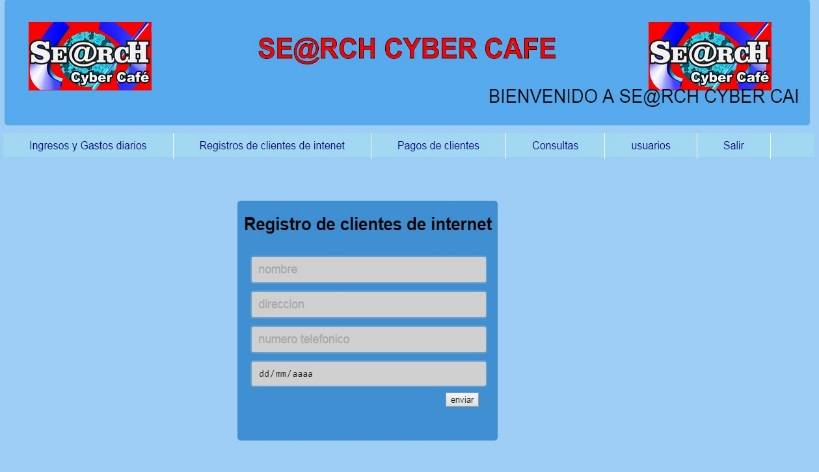 SE@RCH
Cyber Café
SE@RCH CYBER CAFE
SE@RCH
Cyber Café
BIENVENIDO A SE@RCH CYBER CAI
Ingresos y Gastos diarios
Registros de clientes de intenet
Pagos de clientes
Consultas
usuarios
Salir
Registro de clientes de internet
nombre
direccion
numero telefonico
dd/mm/aaaa
enviar